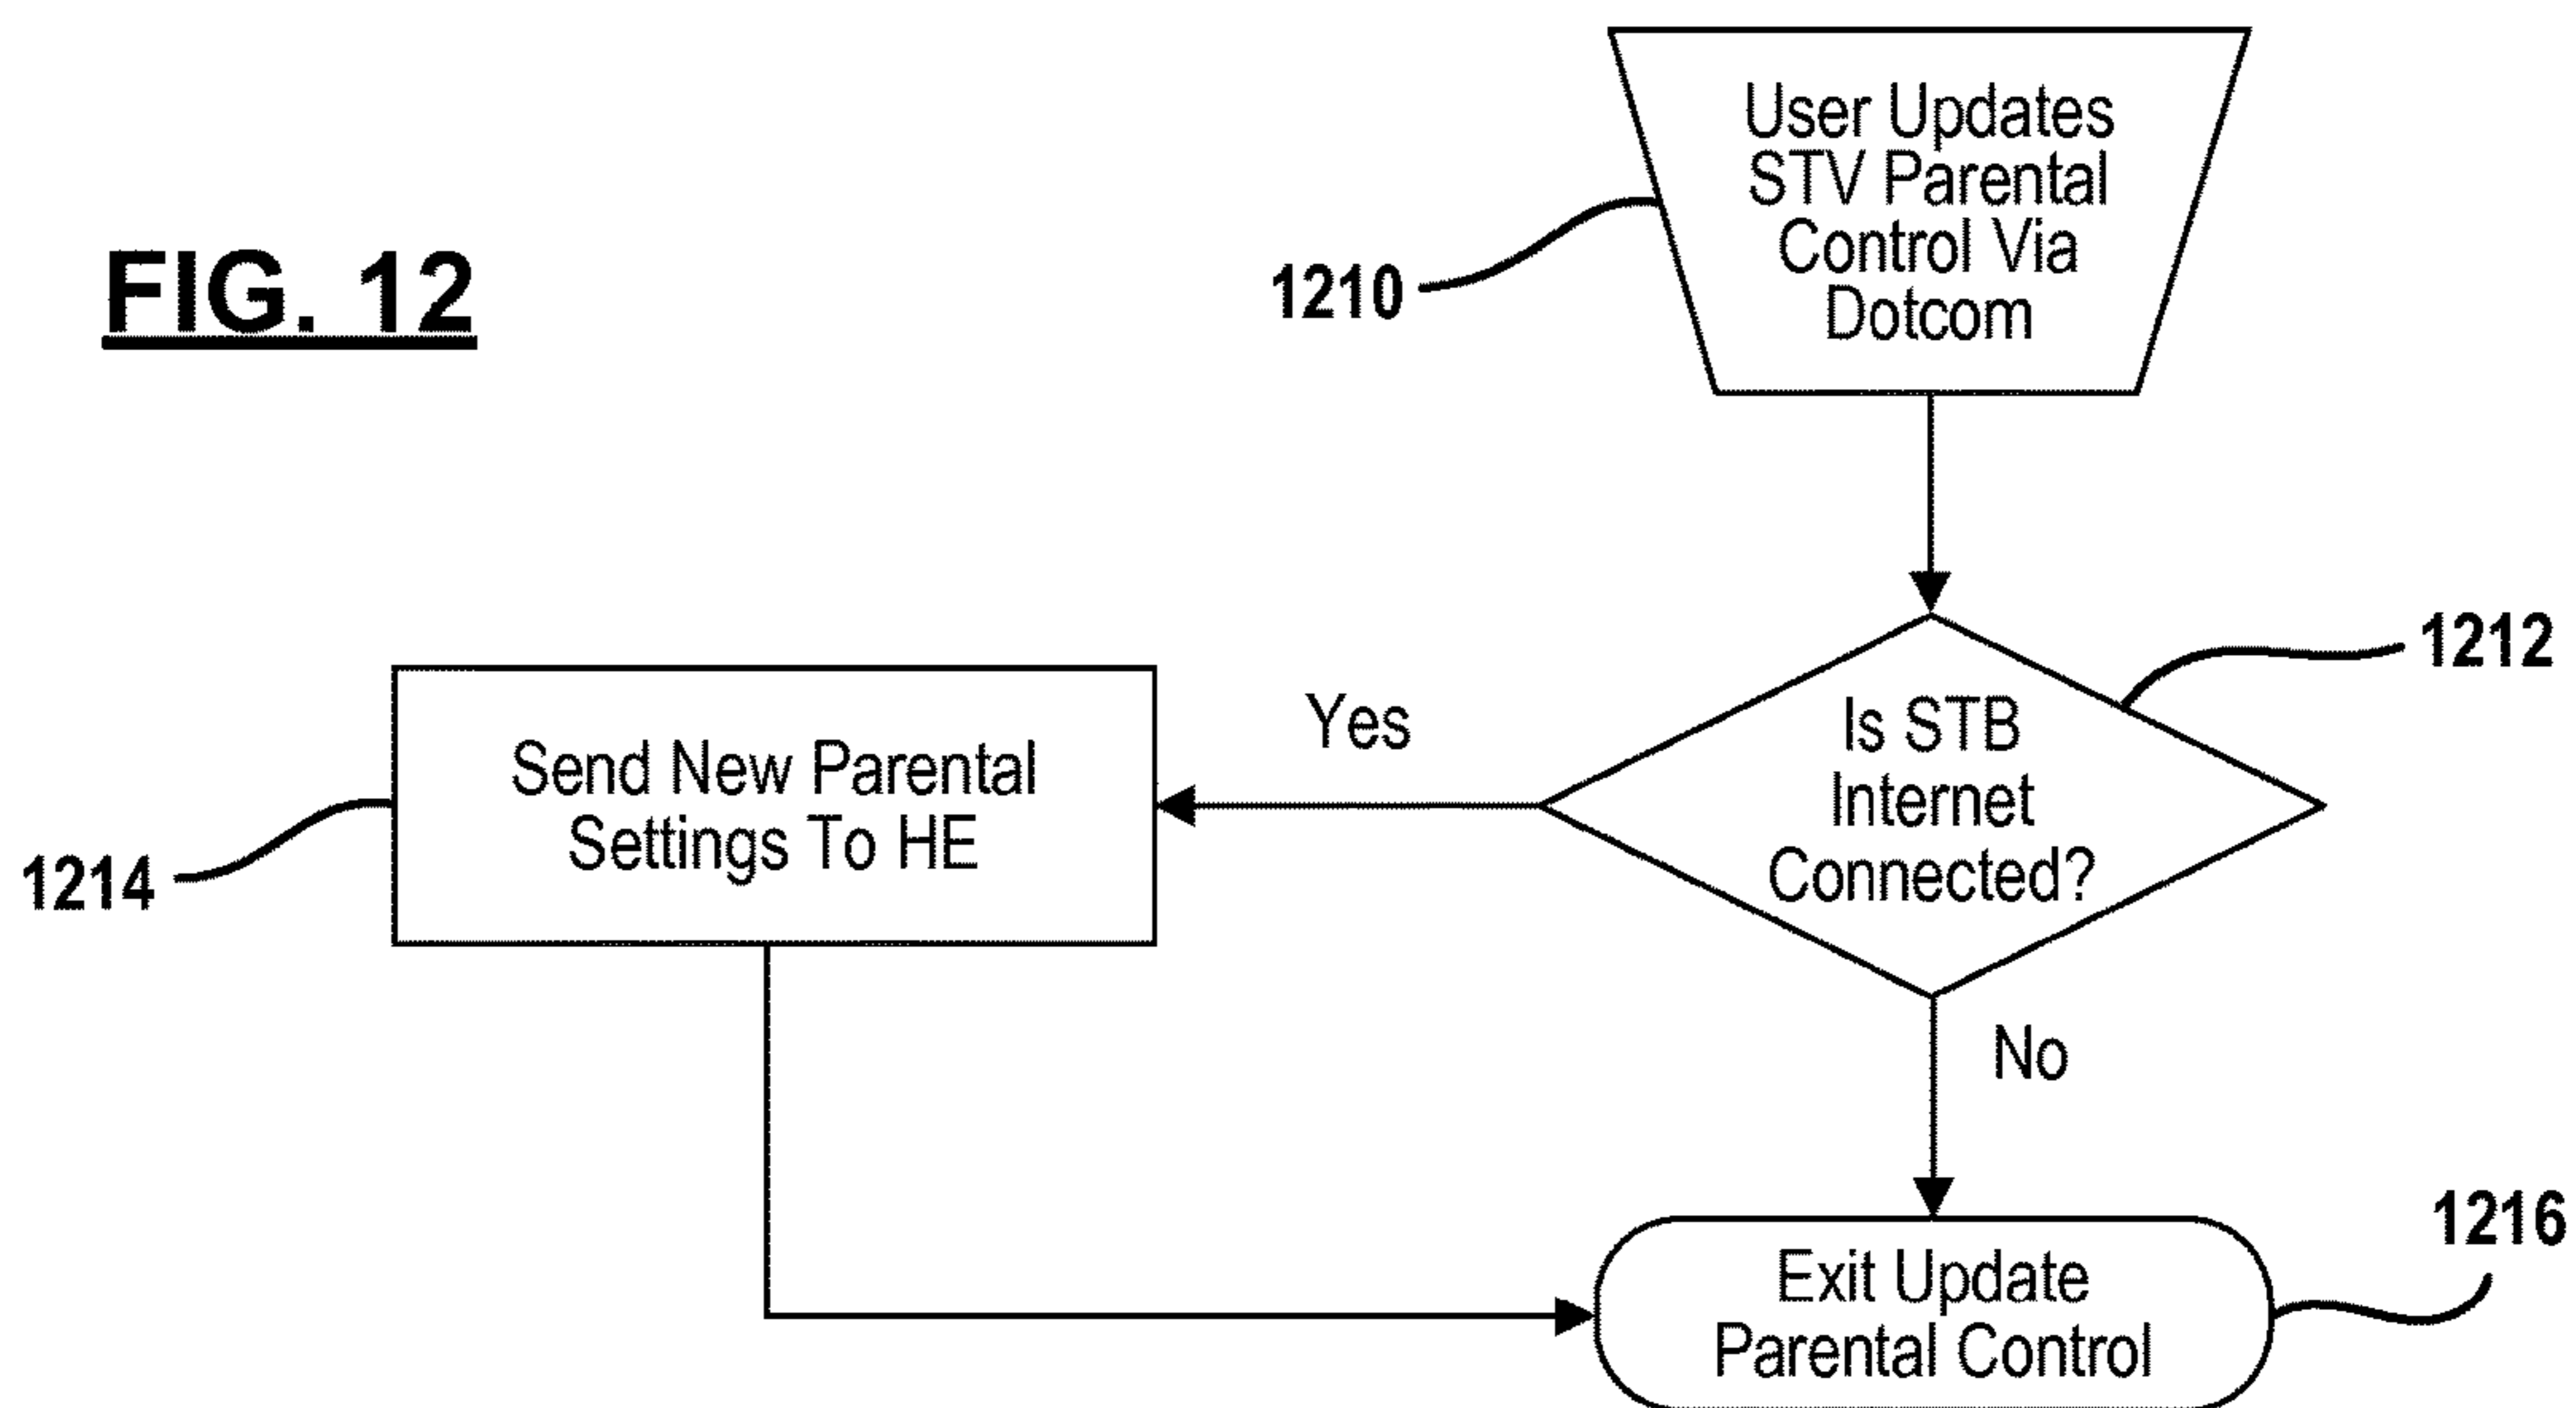 FIG. 12
User Updates
STV Parental
Control Via
Dotcom
1210
1212
Is STB
Internet
Connected?
Yes
Send New Parental
Settings To HE
1214
No
1216
Exit Update
Parental Control